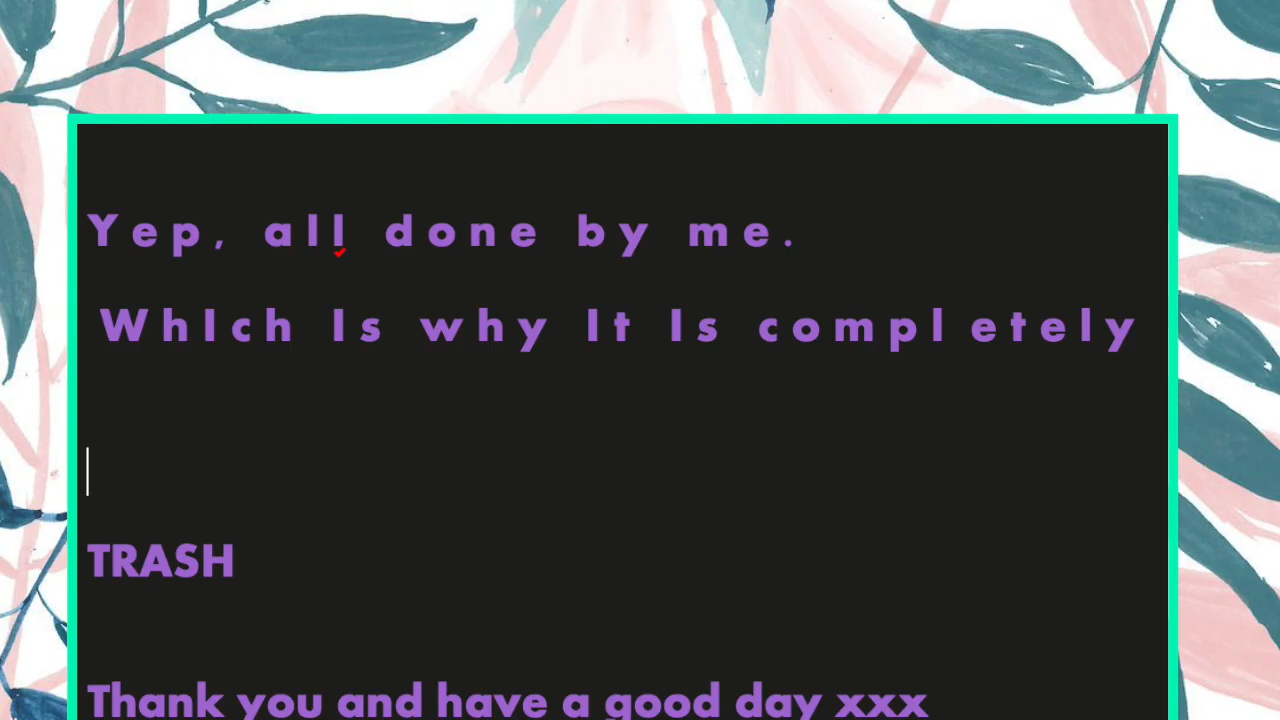 Yep, all done by me.
WhIch Is why It Is completely
TRASH
Thank you and have a good day xxx